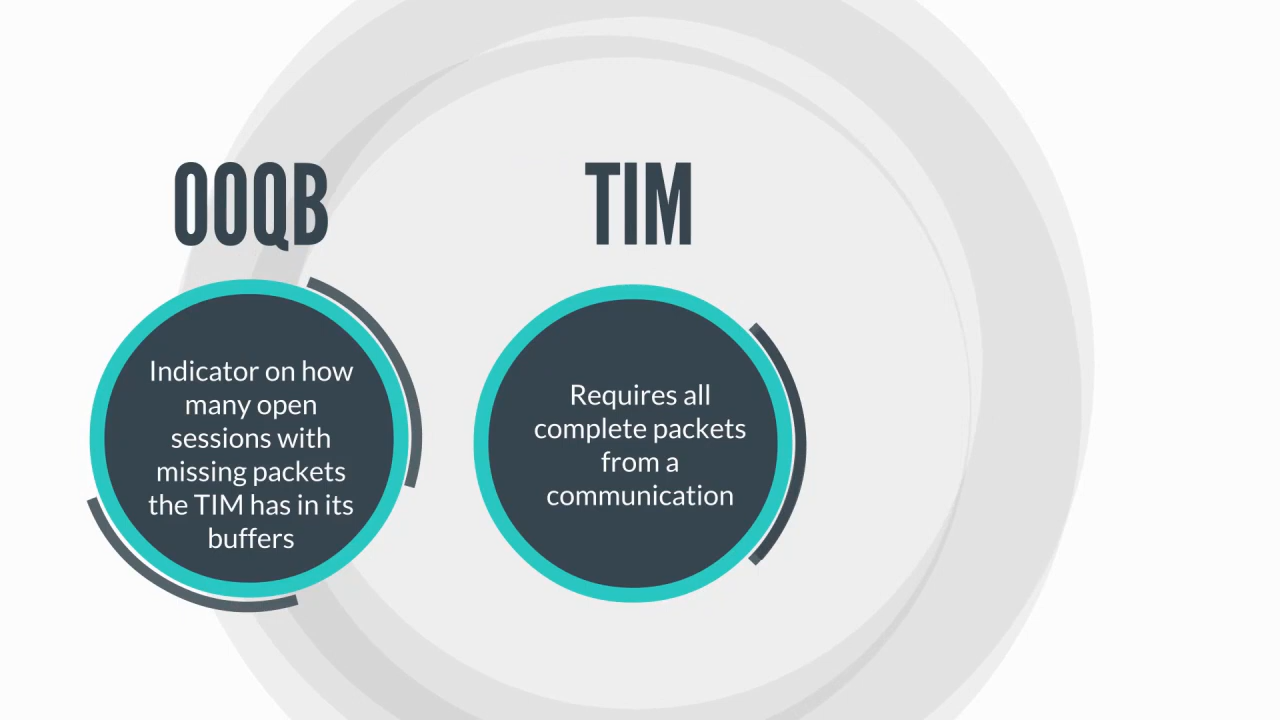 OOQB
Indicator on how
many open
sessions with
missing packets
the TIM has in its
buffers
TIM
Requires all
complete packets
from a
communication